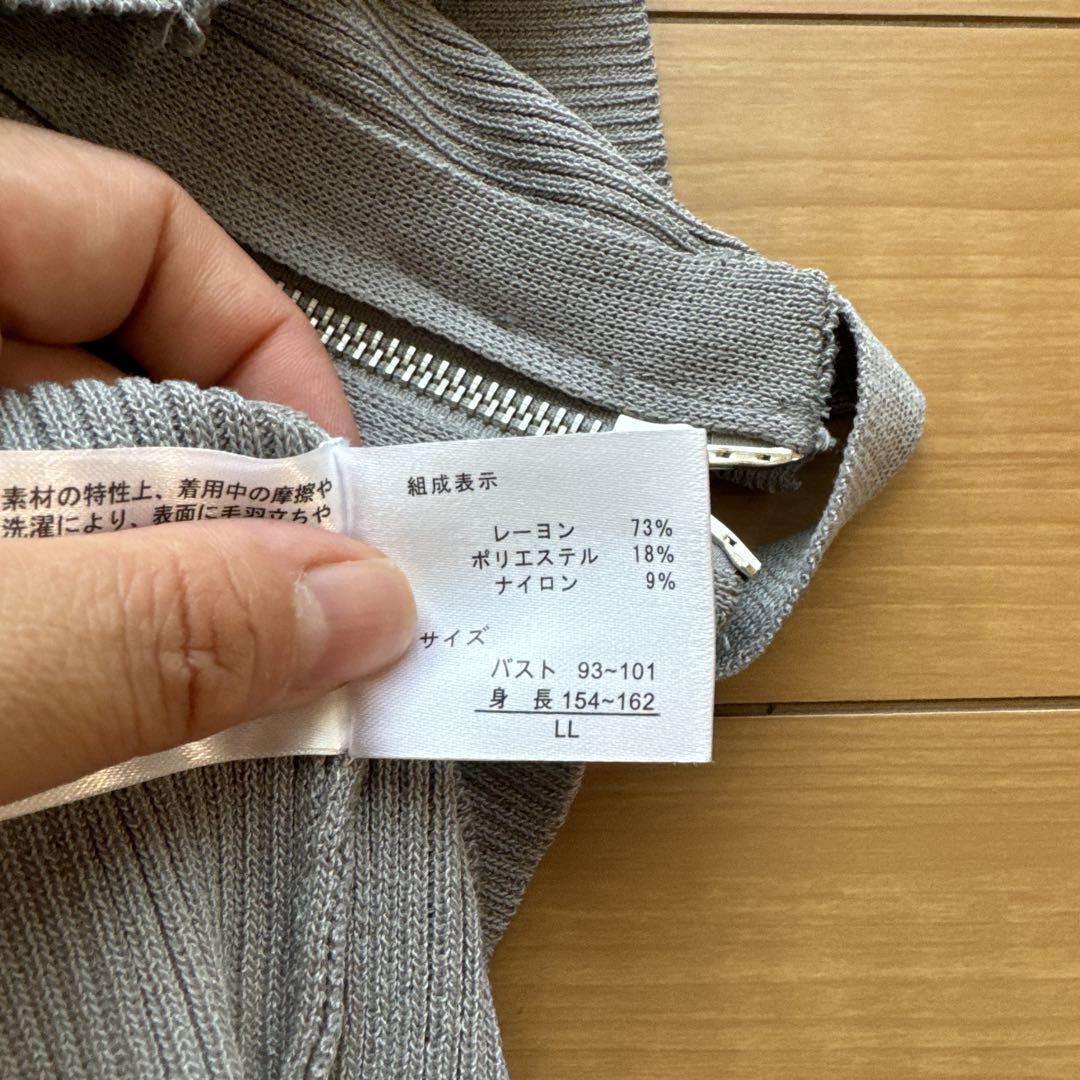 素材の特性上、着用中の摩擦や
洗濯により、表面に毛羽立ちや
組成表示
レーヨン 73%
ポリエステル 18%
ナイロン 9%
サイズ
バスト 93~101
身 長 154~162
LL